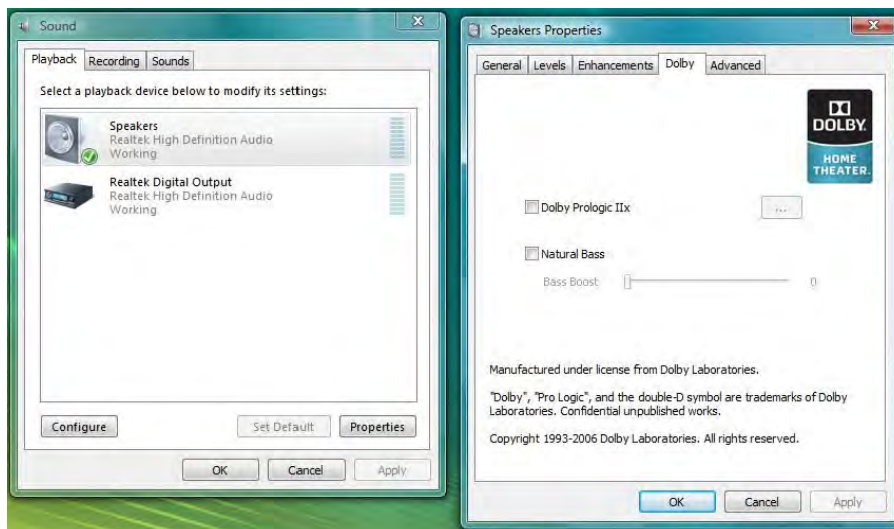 Sound
Playback Recording Sounds
Select a playback device below to modify its settings:
Speakers
Realtek High Definition Audio
Working
Realtek Digital Output
Realtek High Definition Audio
Working
Configure Set Default Properties
OK Cancel Apply
Speakers Properties
General Levels Enhancements Dolby Advanced
DOLBY.
HOME
THEATER.
Dolby Prologic IIx ...
Natural Bass
Bass Boost 0
Manufactured under license from Dolby Laboratories.
"Dolby", "Pro Logic", and the double-D symbol are trademarks of Dolby
Laboratories. Confidential unpublished works.
Copyright 1993-2006 Dolby Laboratories. All rights reserved.
OK Cancel Apply